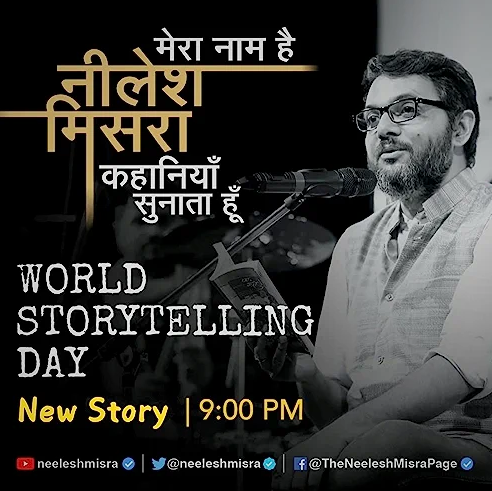 मेरा नाम है
नीलेश
मिसरा
कहानियाँ
सुनाता हूँ
WORLD
STORYTELLING
DAY
New Story | 9:00 PM
neeleshmisra | @neeleshmisra | @TheNeeleshMisraPage